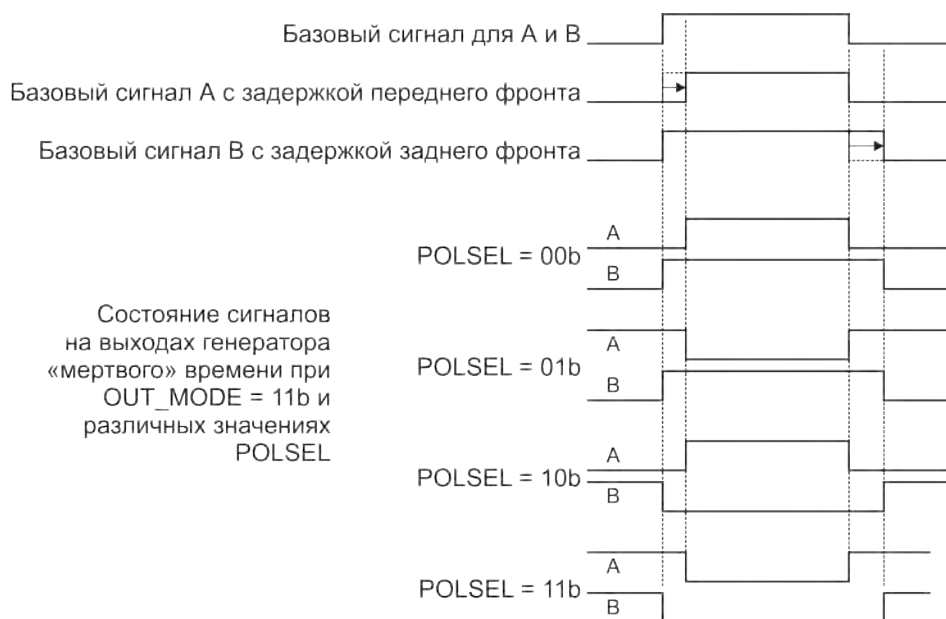 Базовый сигнал для А и В
Базовый сигнал А с задержкой переднего фронта
Базовый сигнал В с задержкой заднего фронта
A
POLSEL = 00b
B
Состояние сигналов
на выходах генератора
«мертвого» времени при
OUT_MODE = 11b и
различных значениях
POLSEL
A
POLSEL = 01b
B
A
POLSEL = 10b
B
A
POLSEL = 11b
B